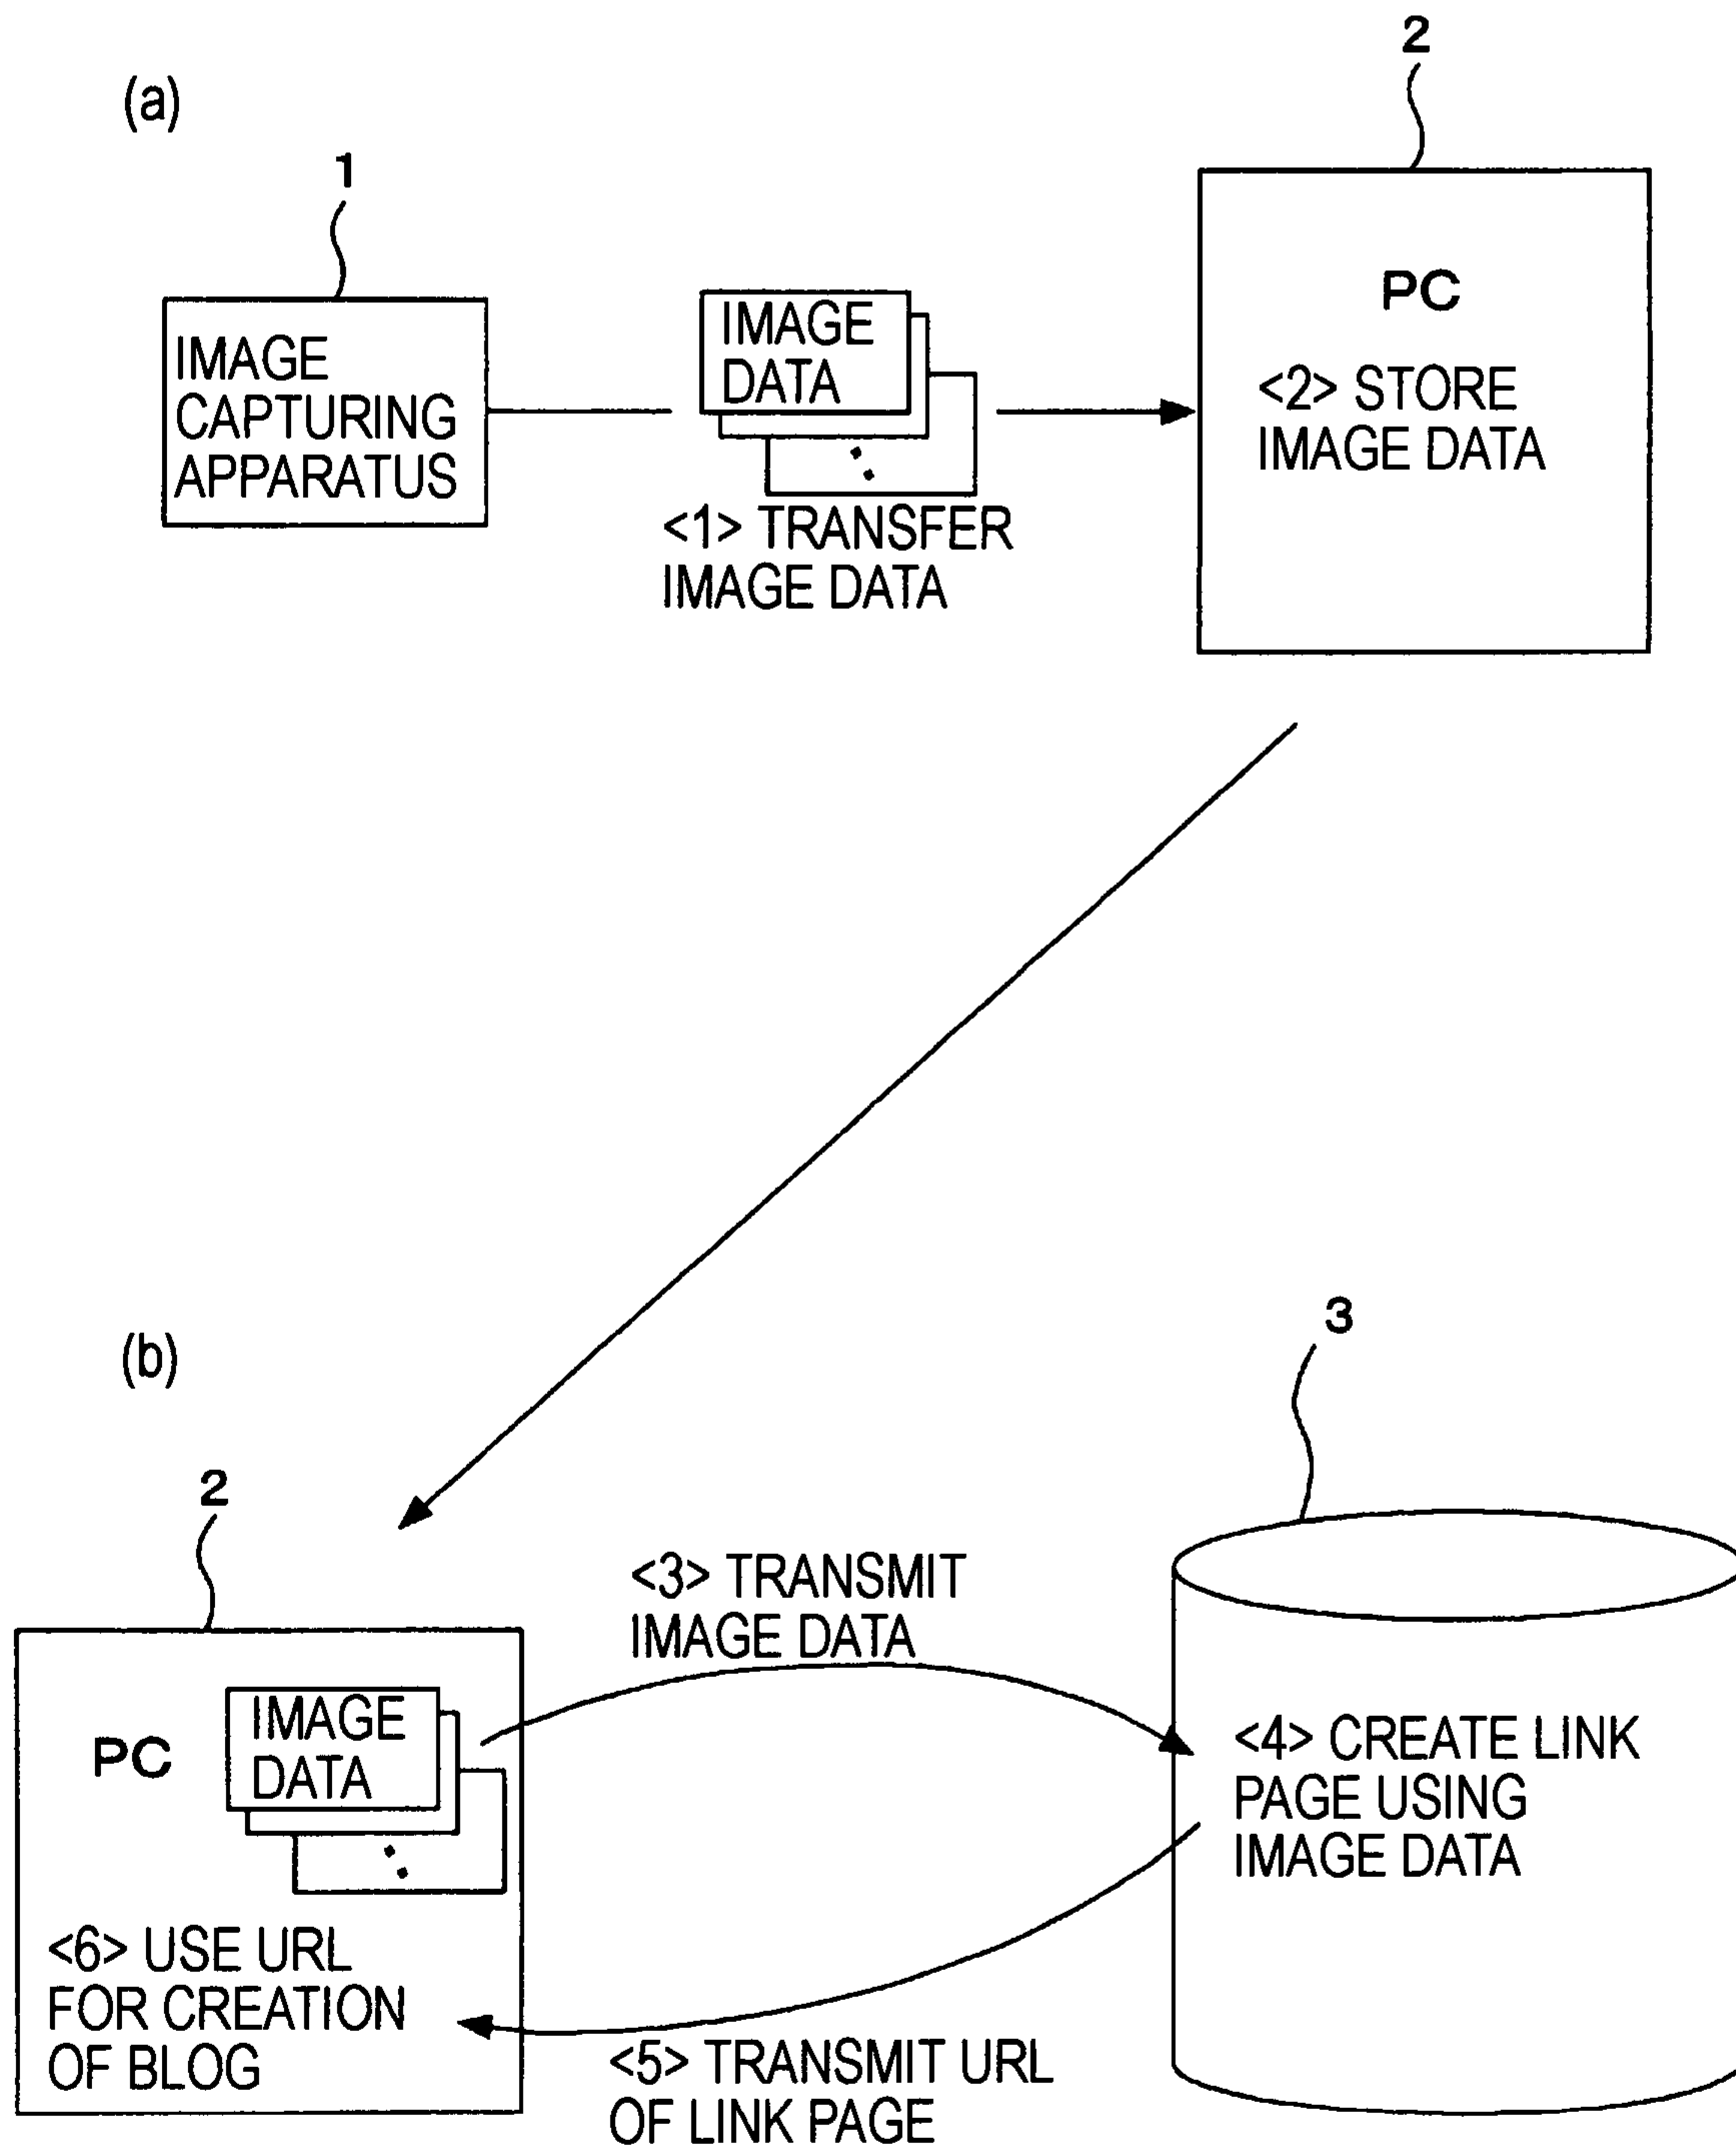 (a)
1
2
IMAGE
CAPTURING
APPARATUS
IMAGE
DATA
<1> TRANSFER
IMAGE DATA
PC
<2> STORE
IMAGE DATA
(b)
2
3
PC
IMAGE
DATA
<6> USE URL
FOR CREATION
OF BLOG
<3> TRANSMIT
IMAGE DATA
<4> CREATE LINK
PAGE USING
IMAGE DATA
<5> TRANSMIT URL
OF LINK PAGE